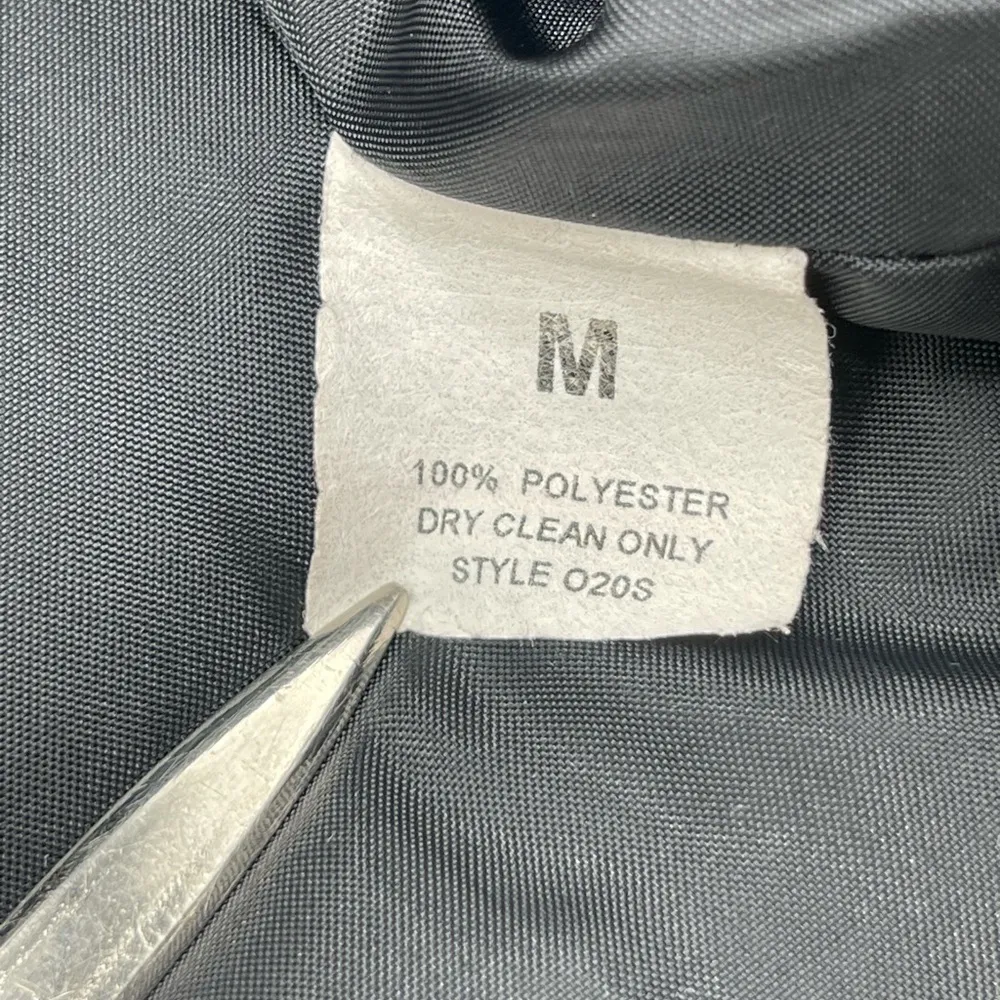 M
100% POLYESTER
DRY CLEAN ONLY
STYLE O20S